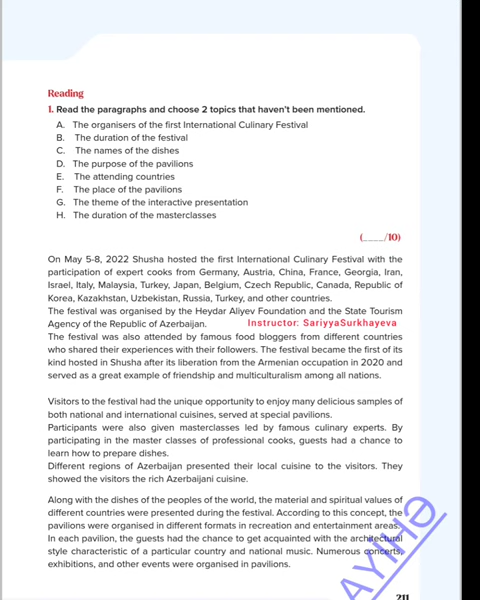 Reading
1. Read the paragraphs and choose 2 topics that haven't been mentioned.
A. The organisers of the first International Culinary Festival
B. The duration of the festival
C. The names of the dishes
D. The purpose of the pavilions
E. The attending countries
F. The place of the pavilions
G. The theme of the interactive presentation
H. The duration of the masterclasses
(____/10)
On May 5-8, 2022 Shusha hosted the first International Culinary Festival with the
participation of expert cooks from Germany, Austria, China, France, Georgia, Iran,
Israel, Italy, Malaysia, Turkey, Japan, Belgium, Czech Republic, Canada, Republic of
Korea, Kazakhstan, Uzbekistan, Russia, Turkey, and other countries.
The festival was organised by the Heydar Aliyev Foundation and the State Tourism
Agency of the Republic of Azerbaijan.
Instructor: SariyyaSurkhayeva
The festival was also attended by famous food bloggers from different countries
who shared their experiences with their followers. The festival became the first of its
kind hosted in Shusha after its liberation from the Armenian occupation in 2020 and
served as a great example of friendship and multiculturalism among all nations.
Visitors to the festival had the unique opportunity to enjoy many delicious samples of
both national and international cuisines, served at special pavilions.
Participants were also given masterclasses led by famous culinary experts. By
participating in the master classes of professional cooks, guests had a chance to
learn how to prepare dishes.
Different regions of Azerbaijan presented their local cuisine to the visitors. They
showed the visitors the rich Azerbaijani cuisine.
Along with the dishes of the peoples of the world, the material and spiritual values of
different countries were presented during the festival. According to this concept, the
pavilions were organised in different formats in recreation and entertainment areas.
In each pavilion, the guests had the chance to get acquainted with the architectural
style characteristic of a particular country and national music. Numerous concerts,
exhibitions, and other events were organised in pavilions.
AYIHƏ
211